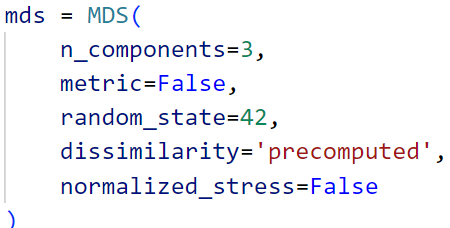 mds = MDS(
    n_components=3,
    metric=False,
    random_state=42,
    dissimilarity='precomputed',
    normalized_stress=False
)